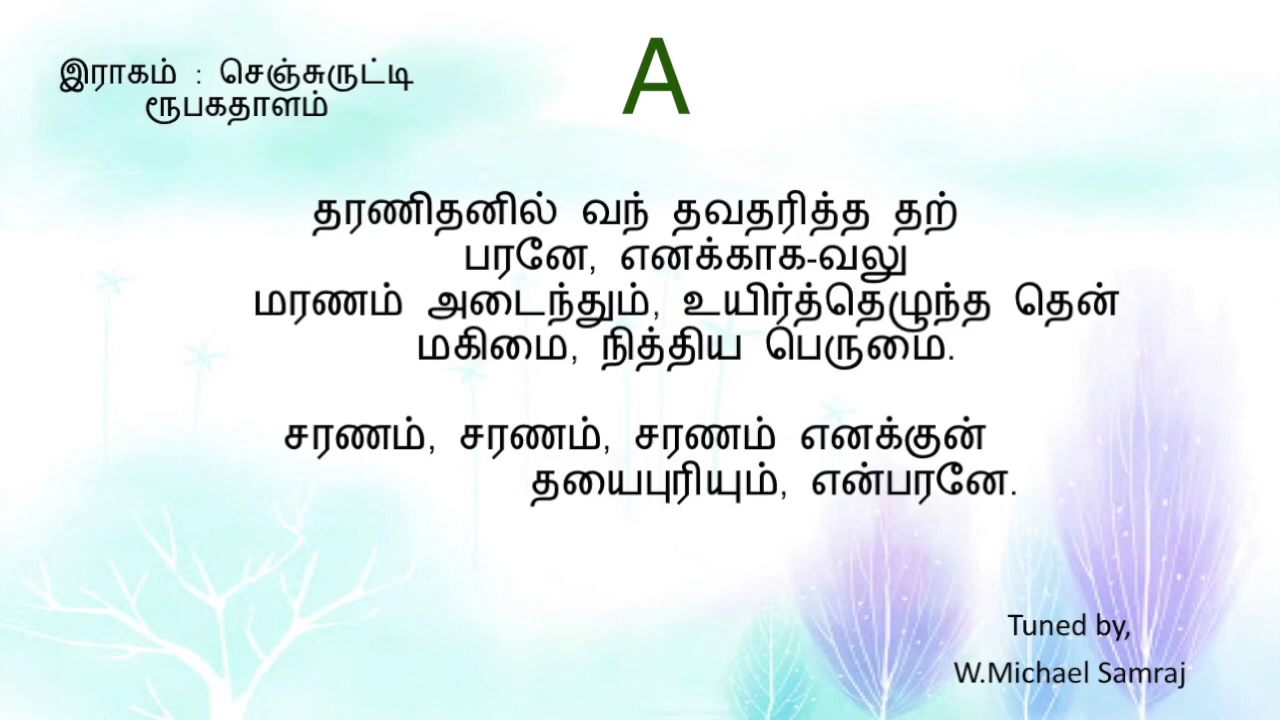 இராகம் : செஞ்சுருட்டி
ரூபகதாளம்
A
தரணிதனில் வந் தவதரித்த தற்
பரனே, எனக்காக-வலு
மரணம் அடைந்தும், உயிர்த்தெழுந்த தென்
மகிமை, நித்திய பெருமை.
சரணம், சரணம், சரணம் எனக்குன்
தயைபுரியும், என்பரனே.
Tuned by,
W.Michael Samraj